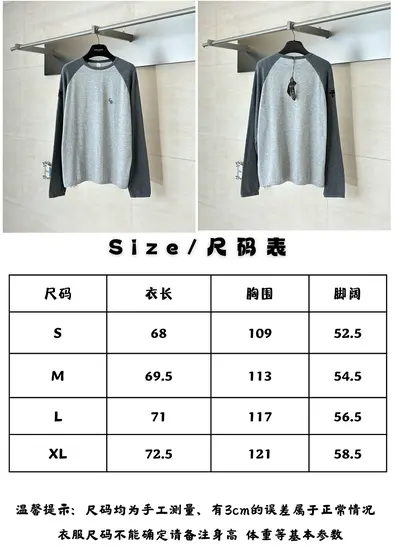 Size/尺码表
尺码 衣长 胸围 脚阔
S 68 109 52.5
M 69.5 113 54.5
L 71 117 56.5
XL 72.5 121 58.5
温馨提示：尺码均为手工测量、有3cm的误差属于正常情况
衣服尺码不能确定请备注身高 体重等基本参数